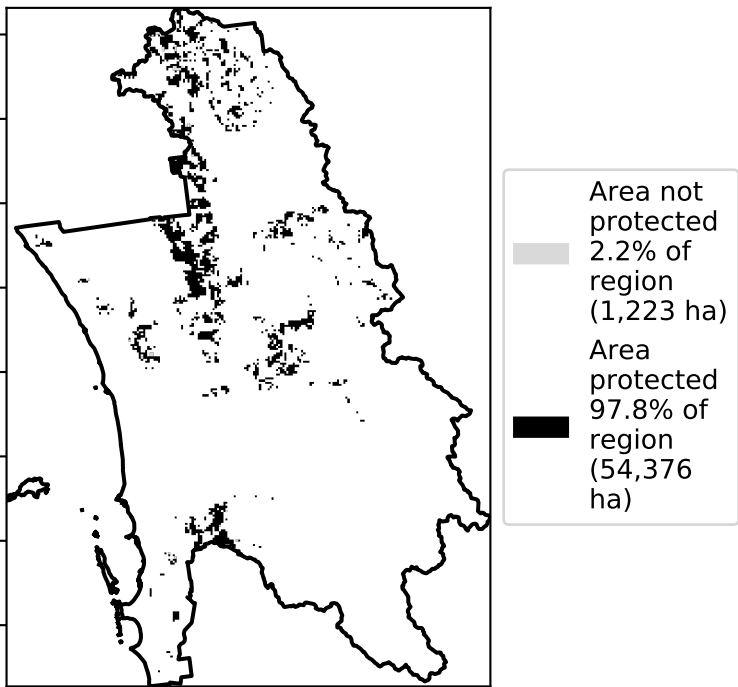 Area not
protected
2.2% of
region
(1,223 ha)
Area
protected
97.8% of
region
(54,376
ha)